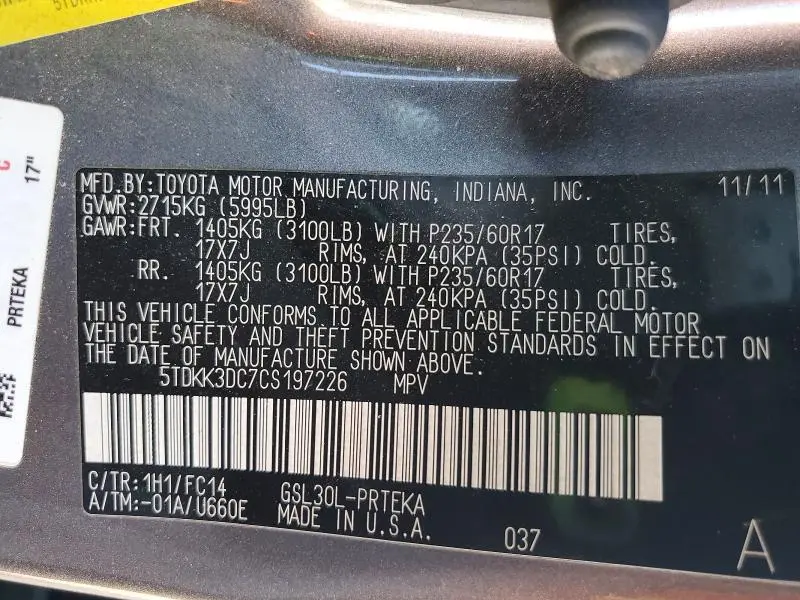 MFD.BY:TOYOTA MOTOR MANUFACTURING, INDIANA, INC. 11/11
GVWR:2715KG (5995LB)
GAWR:FRT. 1405KG (3100LB) WITH P235/60R17 TIRES,
17X7J RIMS, AT 240KPA (35PSI) COLD.
RR. 1405KG (3100LB) WITH P235/60R17 TIRES,
17X7J RIMS, AT 240KPA (35PSI) COLD.
THIS VEHICLE CONFORMS TO ALL APPLICABLE FEDERAL MOTOR
VEHICLE SAFETY AND THEFT PREVENTION STANDARDS IN EFFECT ON
THE DATE OF MANUFACTURE SHOWN ABOVE.
5TDKK3DC7CS197226 MPV
C/TR:1H1/FC14 GSL30L-PRTEKA
A/TM:-01A/U660E MADE IN U.S.A. 037 A
PRTEKA 17"
C